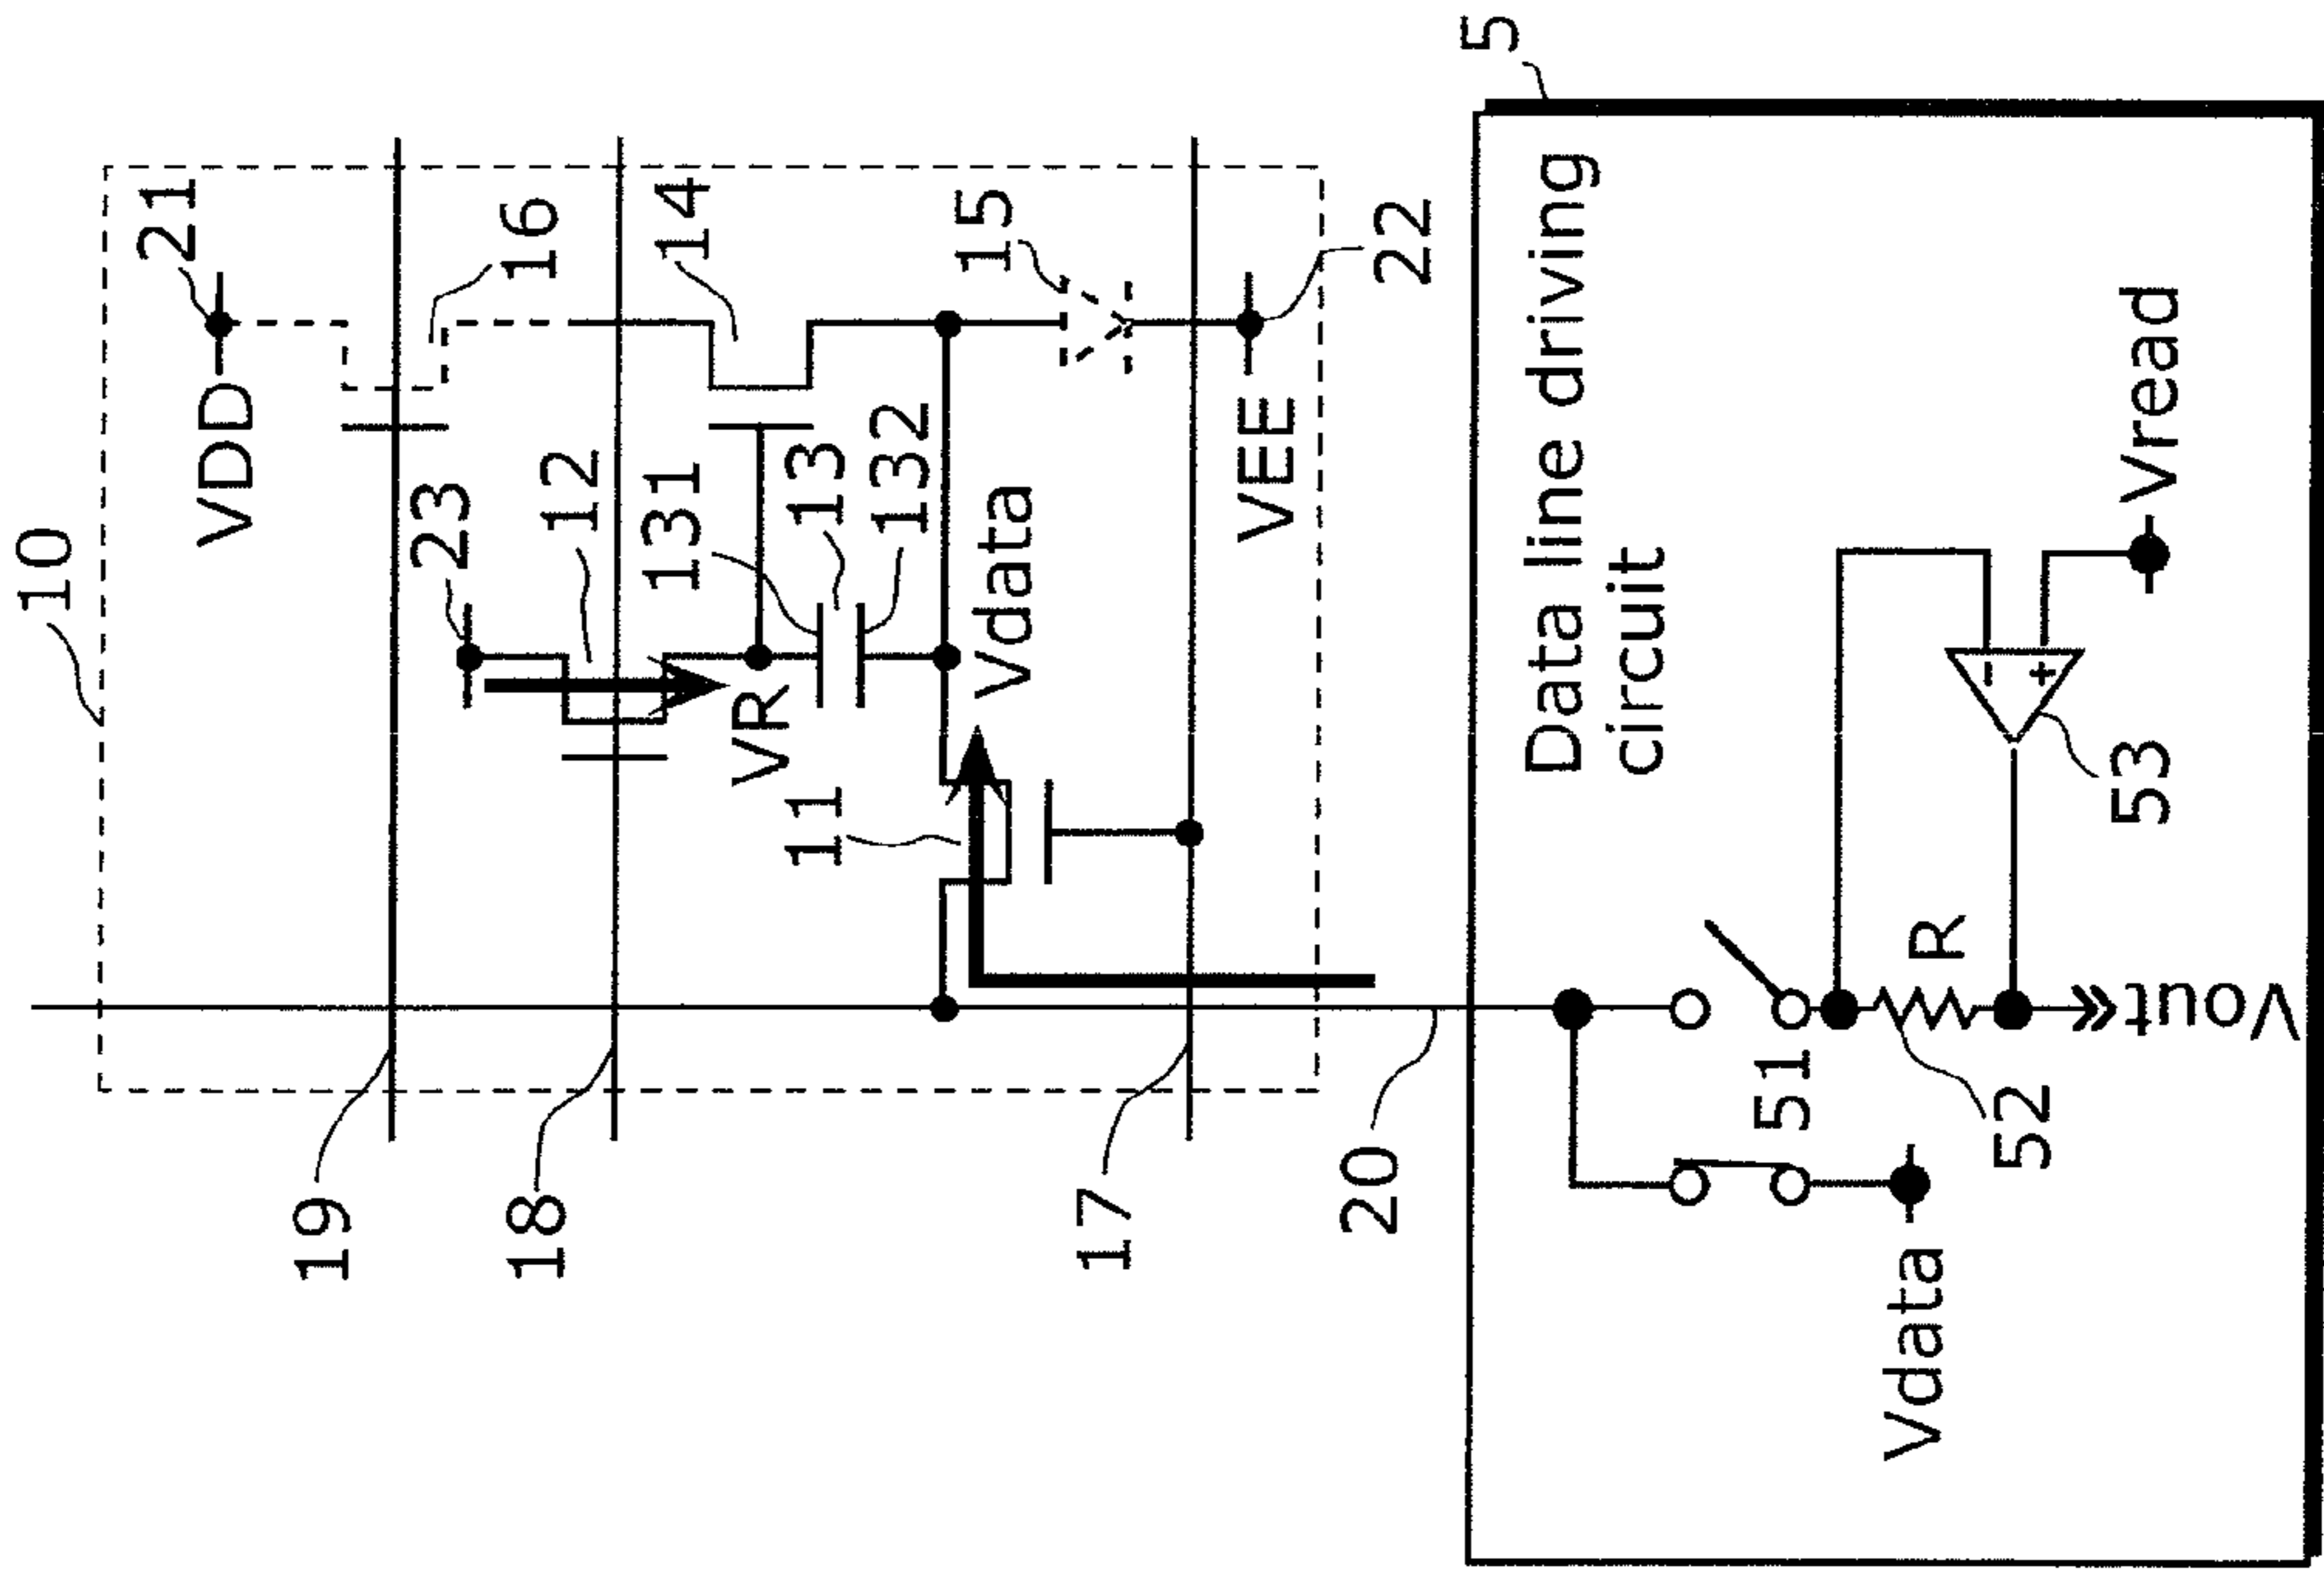 10
21
VDD
23
16
12
14
131
13
132
VR
11
Vdata
15
VEE
22
19
18
17
20
5
Data line driving
circuit
51
R
52
53
Vdata
Vread
Vout
-
+